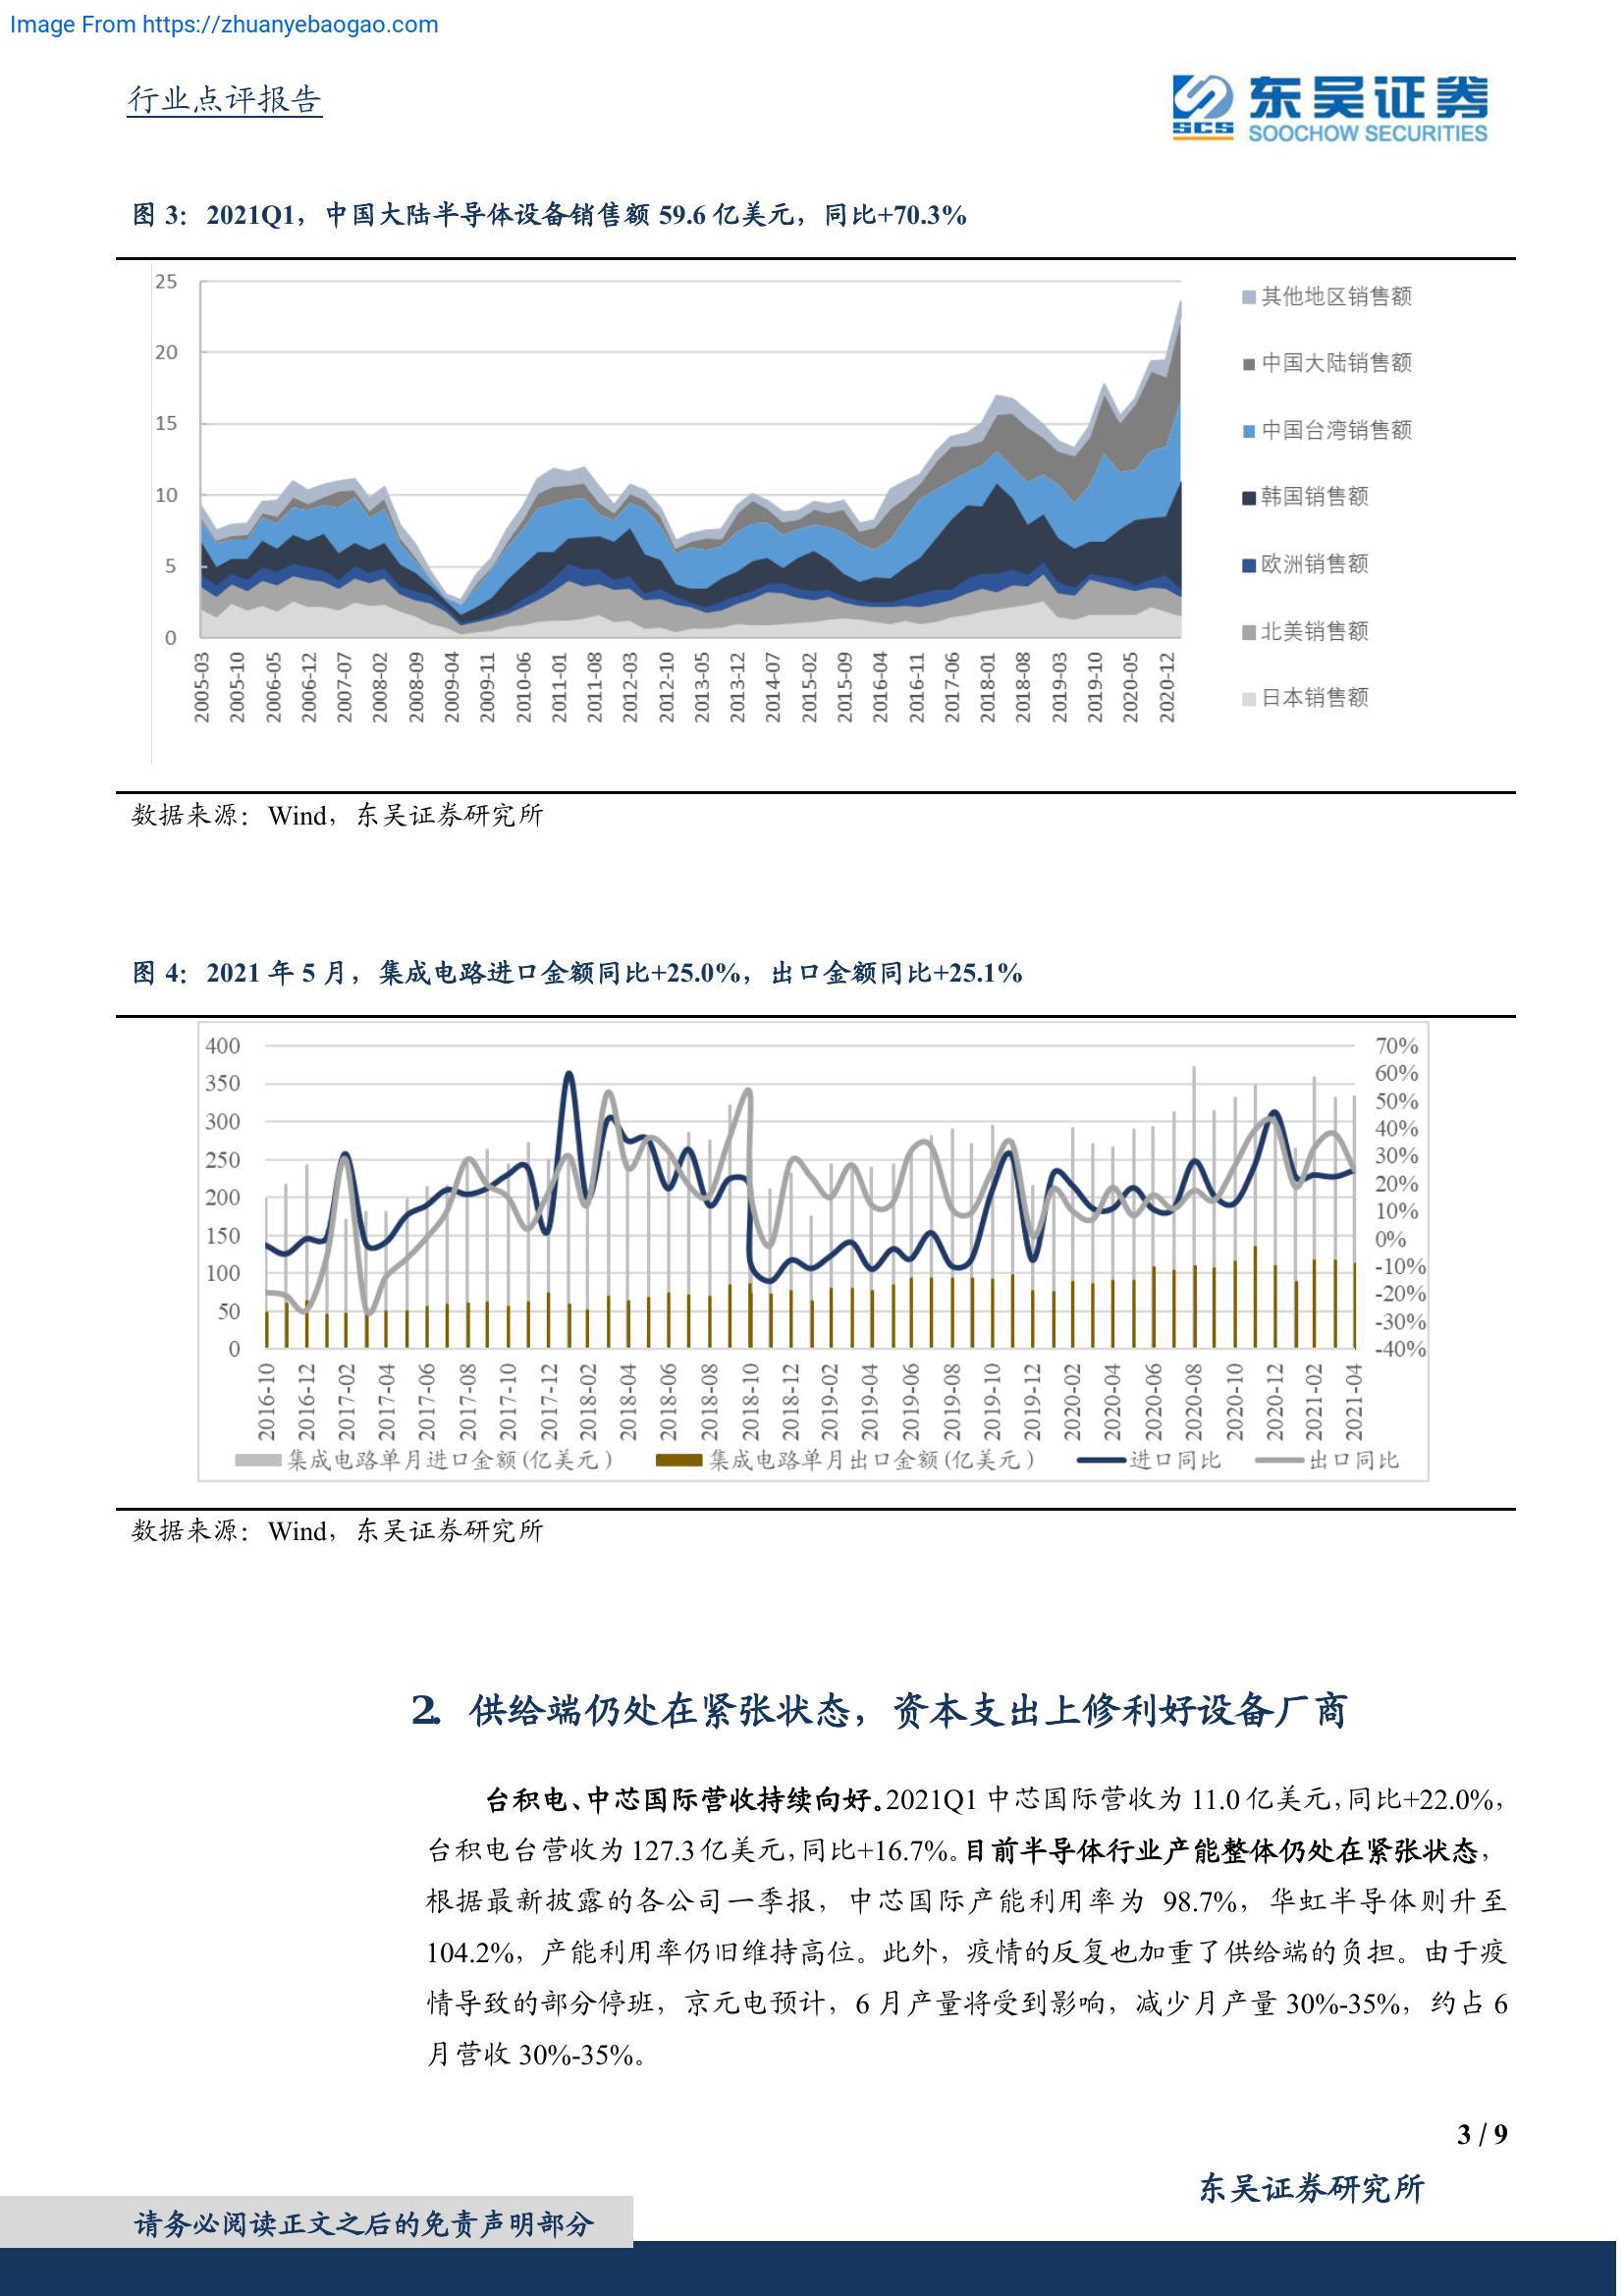 Image From https://zhuanyebaogao.com
行业点评报告
SCS
东吴证券
SOOCHOW SECURITIES
图 3：2021Q1，中国大陆半导体设备销售额 59.6 亿美元，同比+70.3%
25
20
15
10
5
0
2005-03 2005-10 2006-05 2006-12 2007-07 2008-02 2008-09 2009-04 2009-11 2010-06 2011-01 2011-08 2012-03 2012-10 2013-05 2013-12 2014-07 2015-02 2015-09 2016-04 2016-11 2017-06 2018-01 2018-08 2019-03 2019-10 2020-05 2020-12
其他地区销售额
中国大陆销售额
中国台湾销售额
韩国销售额
欧洲销售额
北美销售额
日本销售额
数据来源：Wind，东吴证券研究所
图 4：2021 年 5 月，集成电路进口金额同比+25.0%，出口金额同比+25.1%
400
350
300
250
200
150
100
50
0
70%
60%
50%
40%
30%
20%
10%
0%
-10%
-20%
-30%
-40%
2016-10 2016-12 2017-02 2017-04 2017-06 2017-08 2017-10 2017-12 2018-02 2018-04 2018-06 2018-08 2018-10 2018-12 2019-02 2019-04 2019-06 2019-08 2019-10 2019-12 2020-02 2020-04 2020-06 2020-08 2020-10 2020-12 2021-02 2021-04
集成电路单月进口金额(亿美元) 集成电路单月出口金额(亿美元) 进口同比 出口同比
数据来源：Wind，东吴证券研究所
2. 供给端仍处在紧张状态，资本支出上修利好设备厂商
台积电、中芯国际营收持续向好。2021Q1 中芯国际营收为 11.0 亿美元，同比+22.0%，
台积电台营收为 127.3 亿美元，同比+16.7%。目前半导体行业产能整体仍处在紧张状态，
根据最新披露的各公司一季报，中芯国际产能利用率为 98.7%，华虹半导体则升至
104.2%，产能利用率仍旧维持高位。此外，疫情的反复也加重了供给端的负担。由于疫
情导致的部分停班，京元电预计，6 月产量将受到影响，减少月产量 30%-35%，约占 6
月营收 30%-35%。
3 / 9
东吴证券研究所
请务必阅读正文之后的免责声明部分